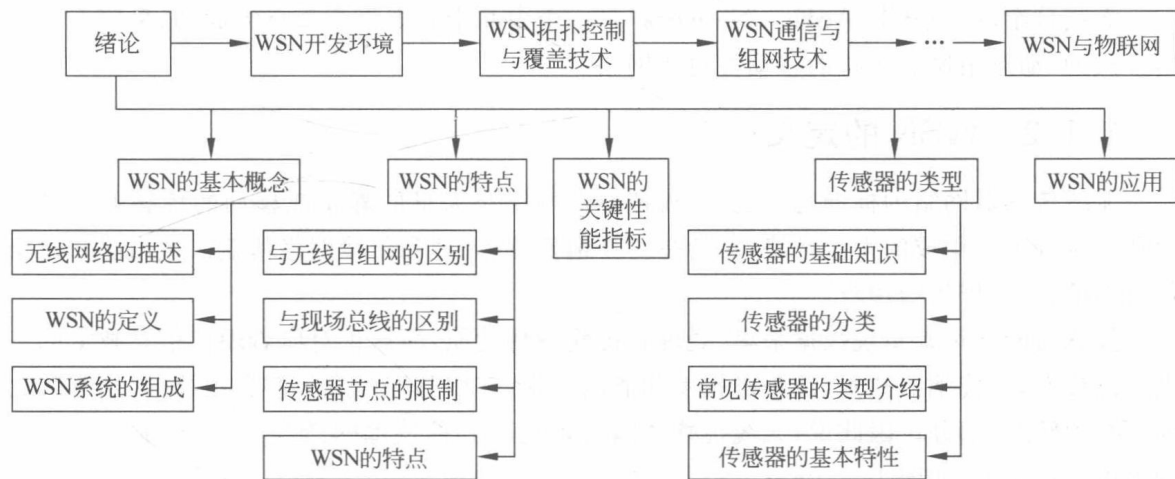 绪论
WSN开发环境
WSN拓扑控制
与覆盖技术
WSN通信与
组网技术
…
WSN与物联网
WSN的基本概念
WSN的特点
WSN的
关键性
能指标
传感器的类型
WSN的应用
无线网络的描述
WSN的定义
WSN系统的组成
与无线自组网的区别
与现场总线的区别
传感器节点的限制
WSN的特点
传感器的基础知识
传感器的分类
常见传感器的类型介绍
传感器的基本特性